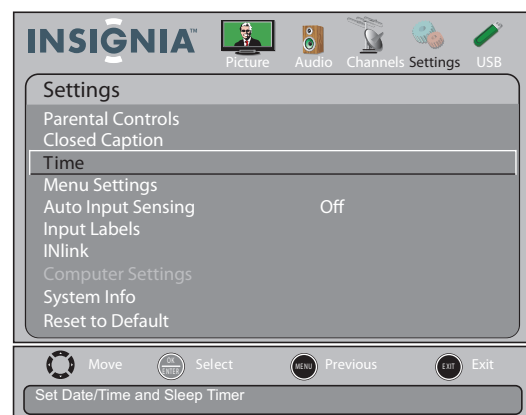 INSIGNIA™
Picture Audio Channels Settings USB
Settings
Parental Controls
Closed Caption
Time
Menu Settings
Auto Input Sensing Off
Input Labels
INlink
Computer Settings
System Info
Reset to Default
Move OK ENTER Select MENU Previous EXIT Exit
Set Date/Time and Sleep Timer